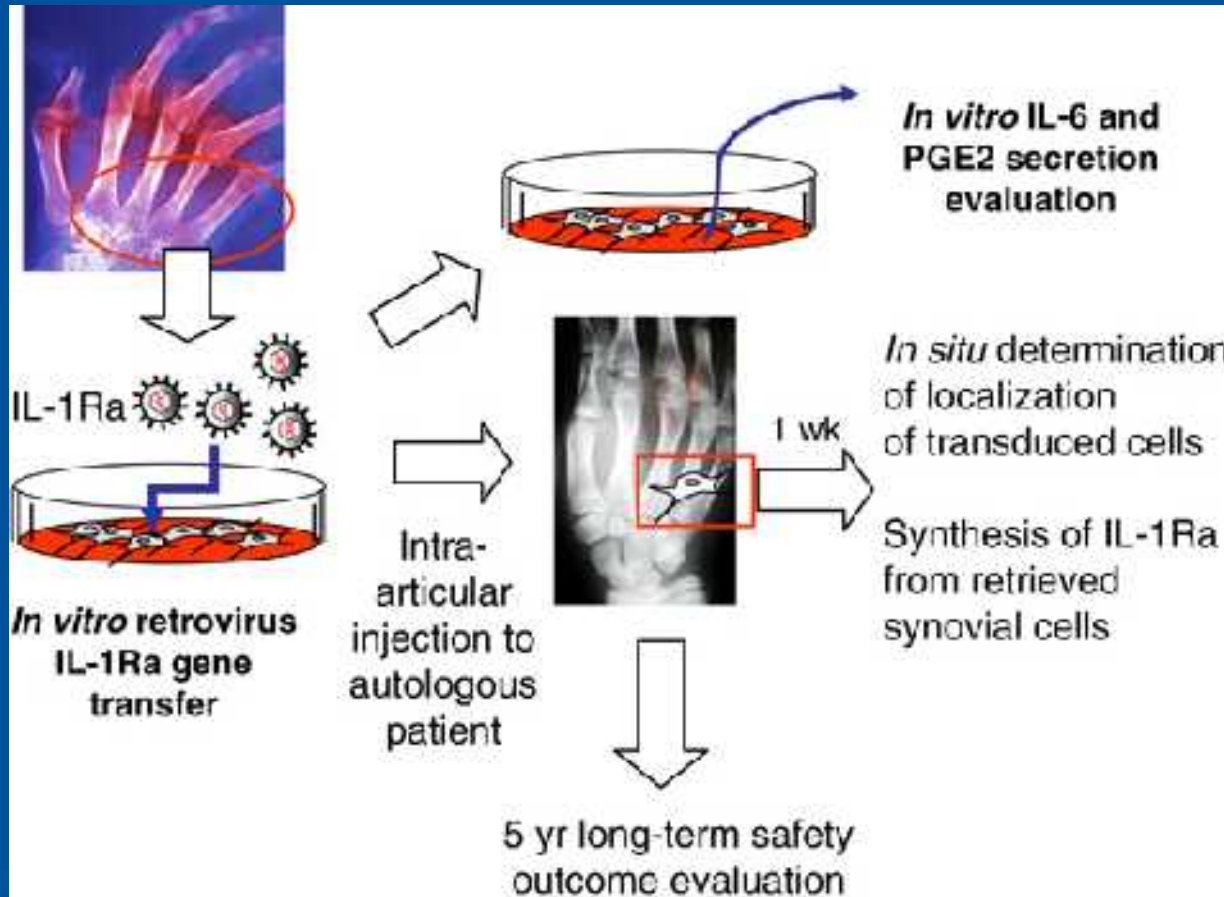 In vitro IL-6 and
PGE2 secretion
evaluation
IL-1Ra
In vitro retrovirus
IL-1Ra gene
transfer
Intra-
articular
injection to
autologous
patient
1 wk
In situ determination
of localization
of transduced cells
Synthesis of IL-1Ra
from retrieved
synovial cells
5 yr long-term safety
outcome evaluation